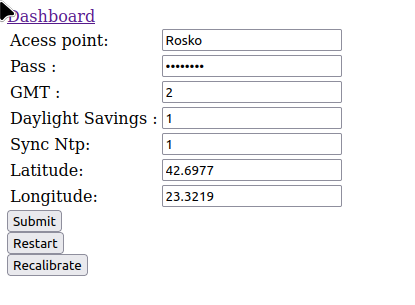 Dashboard
Acess point: Rosko
Pass : ••••••••
GMT : 2
Daylight Savings : 1
Sync Ntp: 1
Latitude: 42.6977
Longitude: 23.3219
Submit
Restart
Recalibrate